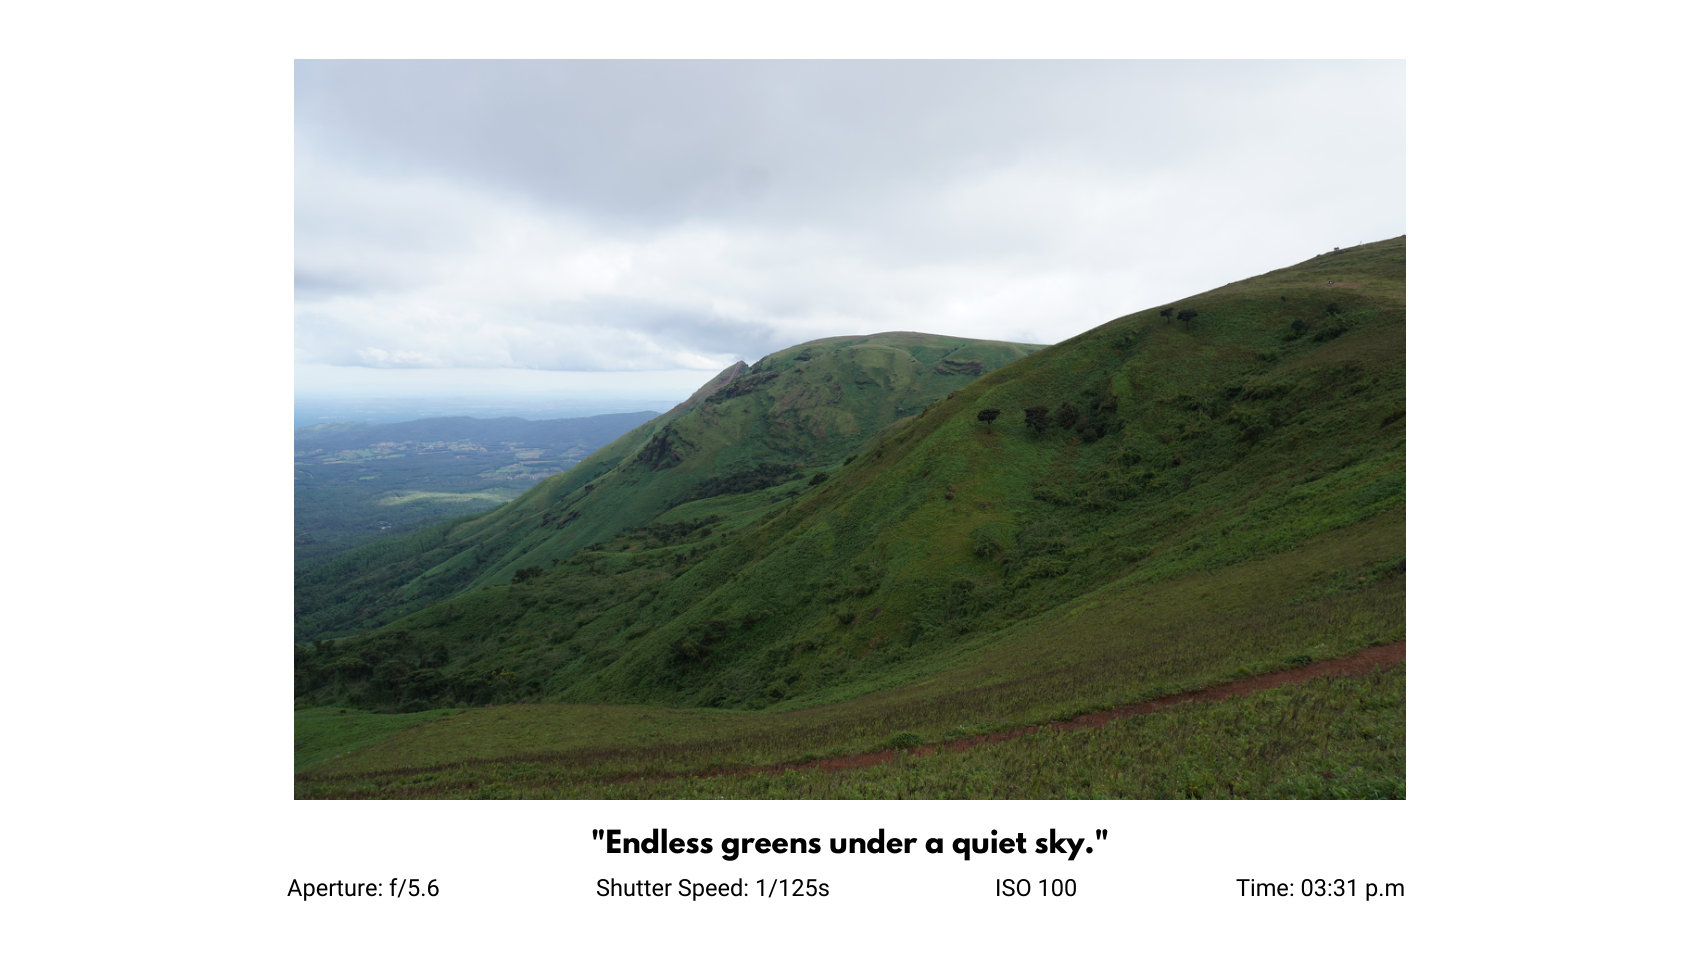 "Endless greens under a quiet sky."
Aperture: f/5.6 Shutter Speed: 1/125s ISO 100 Time: 03:31 p.m